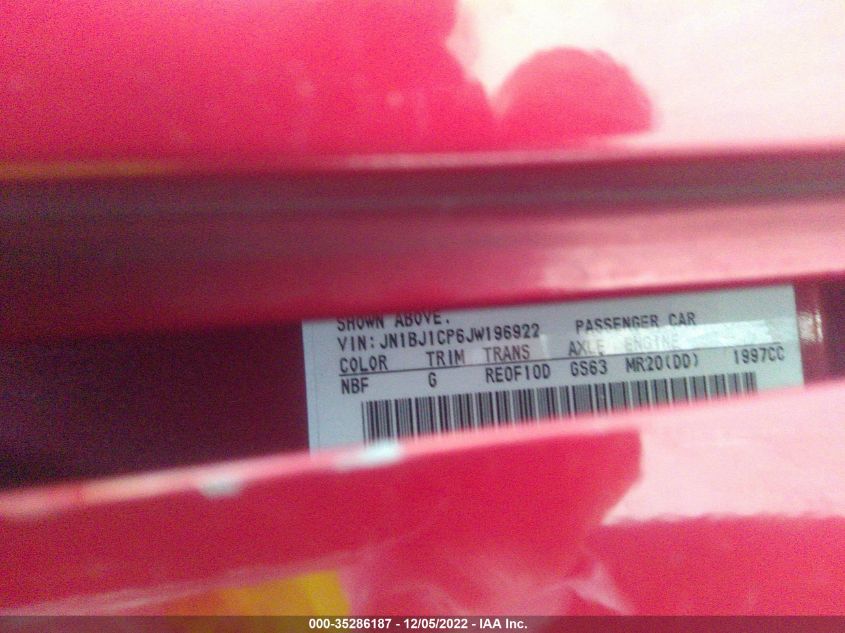 SHOWN ABOVE.
VIN: JN1BJ1CP6JW196922 PASSENGER CAR
COLOR TRIM TRANS AXLE ENGINE
NBF G RE0F10D GS63 MR20(DD) 1997CC
000-35286187 - 12/05/2022 - IAA Inc.